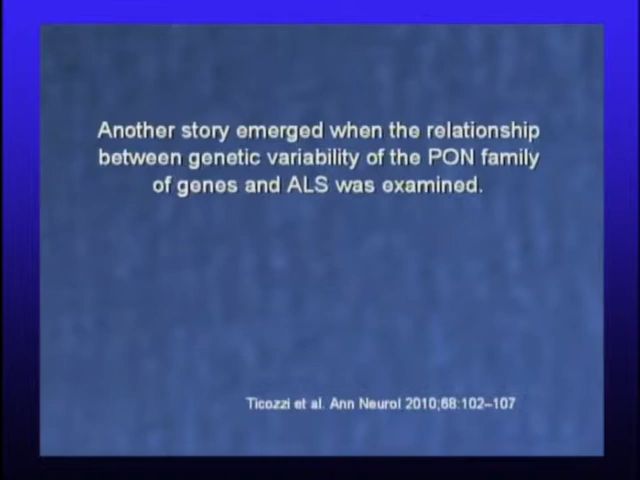 Another story emerged when the relationship
between genetic variability of the PON family
of genes and ALS was examined.
Ticozzi et al. Ann Neurol 2010;68:102–107